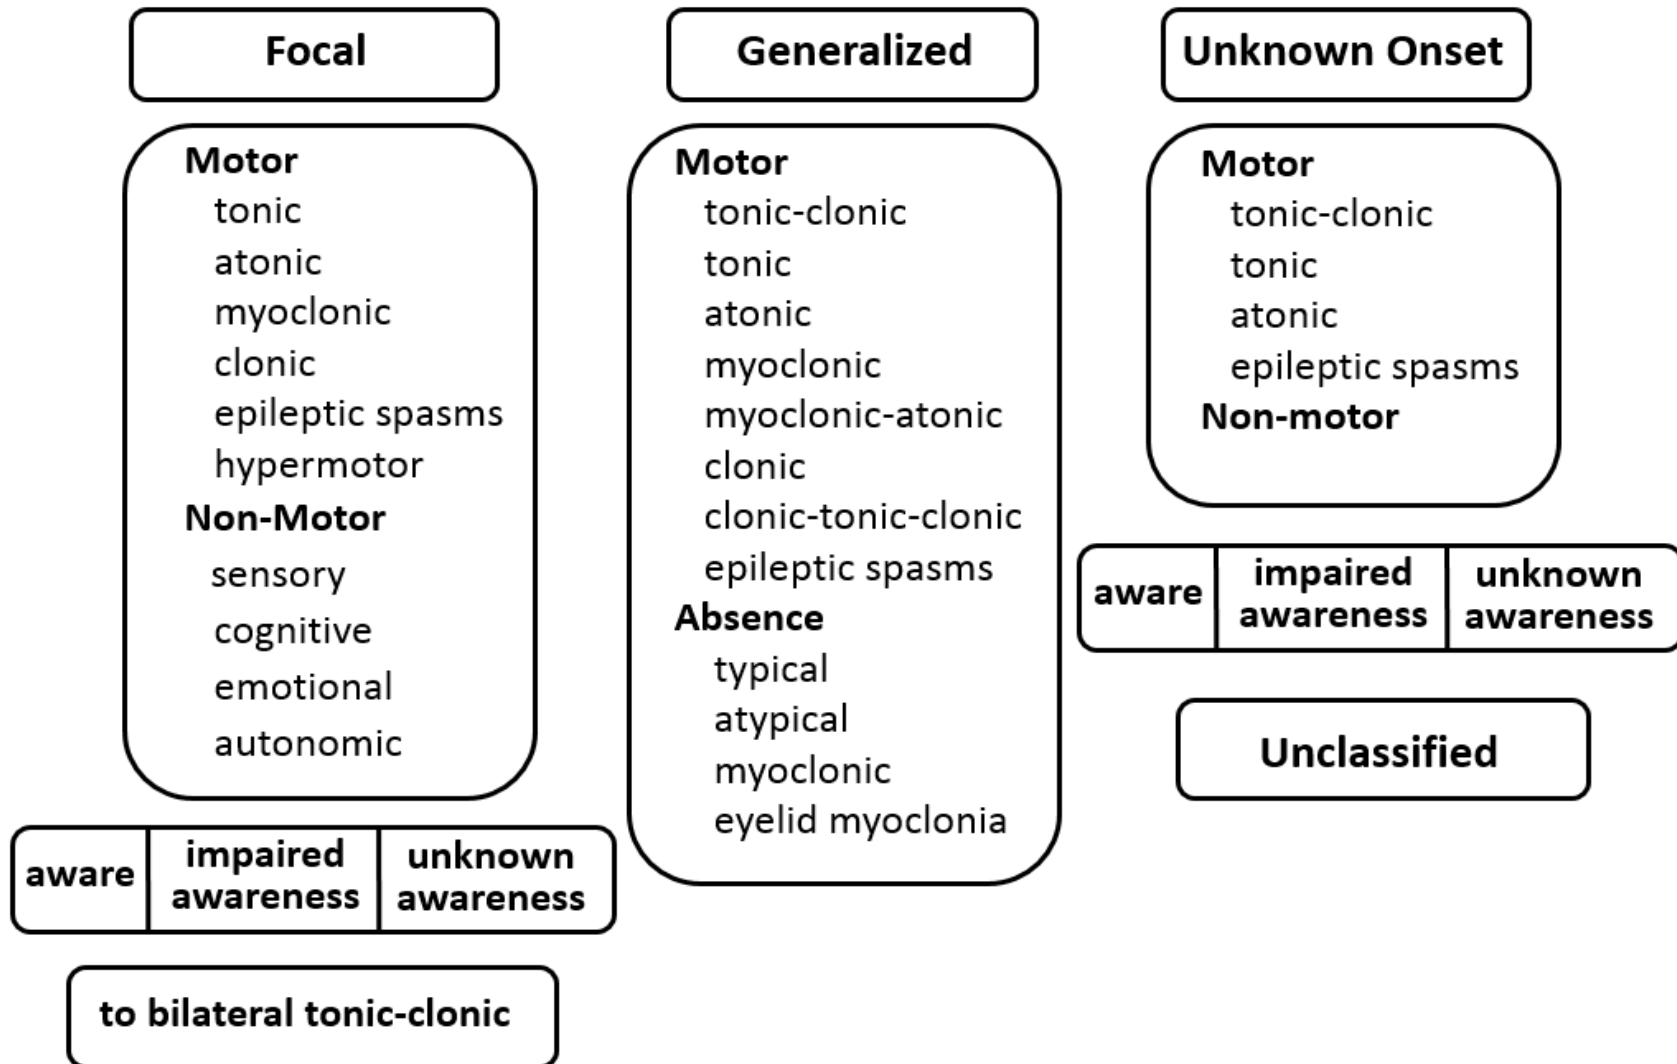 Focal
Motor
tonic
atonic
myoclonic
clonic
epileptic spasms
hypermotor
Non-Motor
sensory
cognitive
emotional
autonomic
aware
impaired
awareness
unknown
awareness
to bilateral tonic-clonic
Generalized
Motor
tonic-clonic
tonic
atonic
myoclonic
myoclonic-atonic
clonic
clonic-tonic-clonic
epileptic spasms
Absence
typical
atypical
myoclonic
eyelid myoclonia
Unknown Onset
Motor
tonic-clonic
tonic
atonic
epileptic spasms
Non-motor
aware
impaired
awareness
unknown
awareness
Unclassified